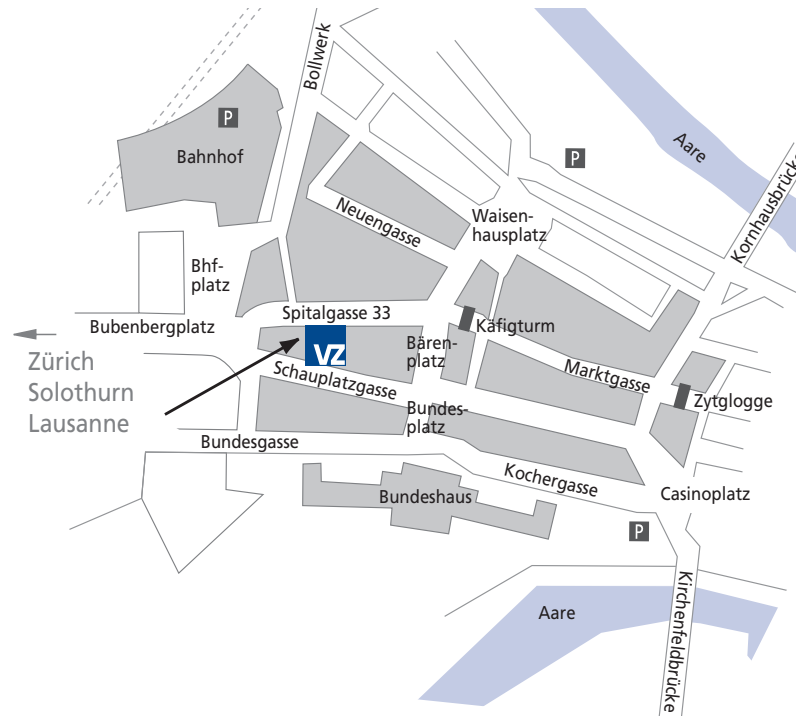 Bollwerk
P
Bahnhof
P
Aare
Kornhausbrücke
Neuengasse
Waisen-
hausplatz
Bhf-
platz
Spitalgasse 33
Bubenbergplatz
Käfigturm
Bären-
platz
VZ
Zürich
Solothurn
Lausanne
Schauplatzgasse
Marktgasse
Zytglogge
Bundes-
platz
Bundesgasse
Kochergasse
Casinoplatz
Bundeshaus
P
Kirchenfeldbrücke
Aare